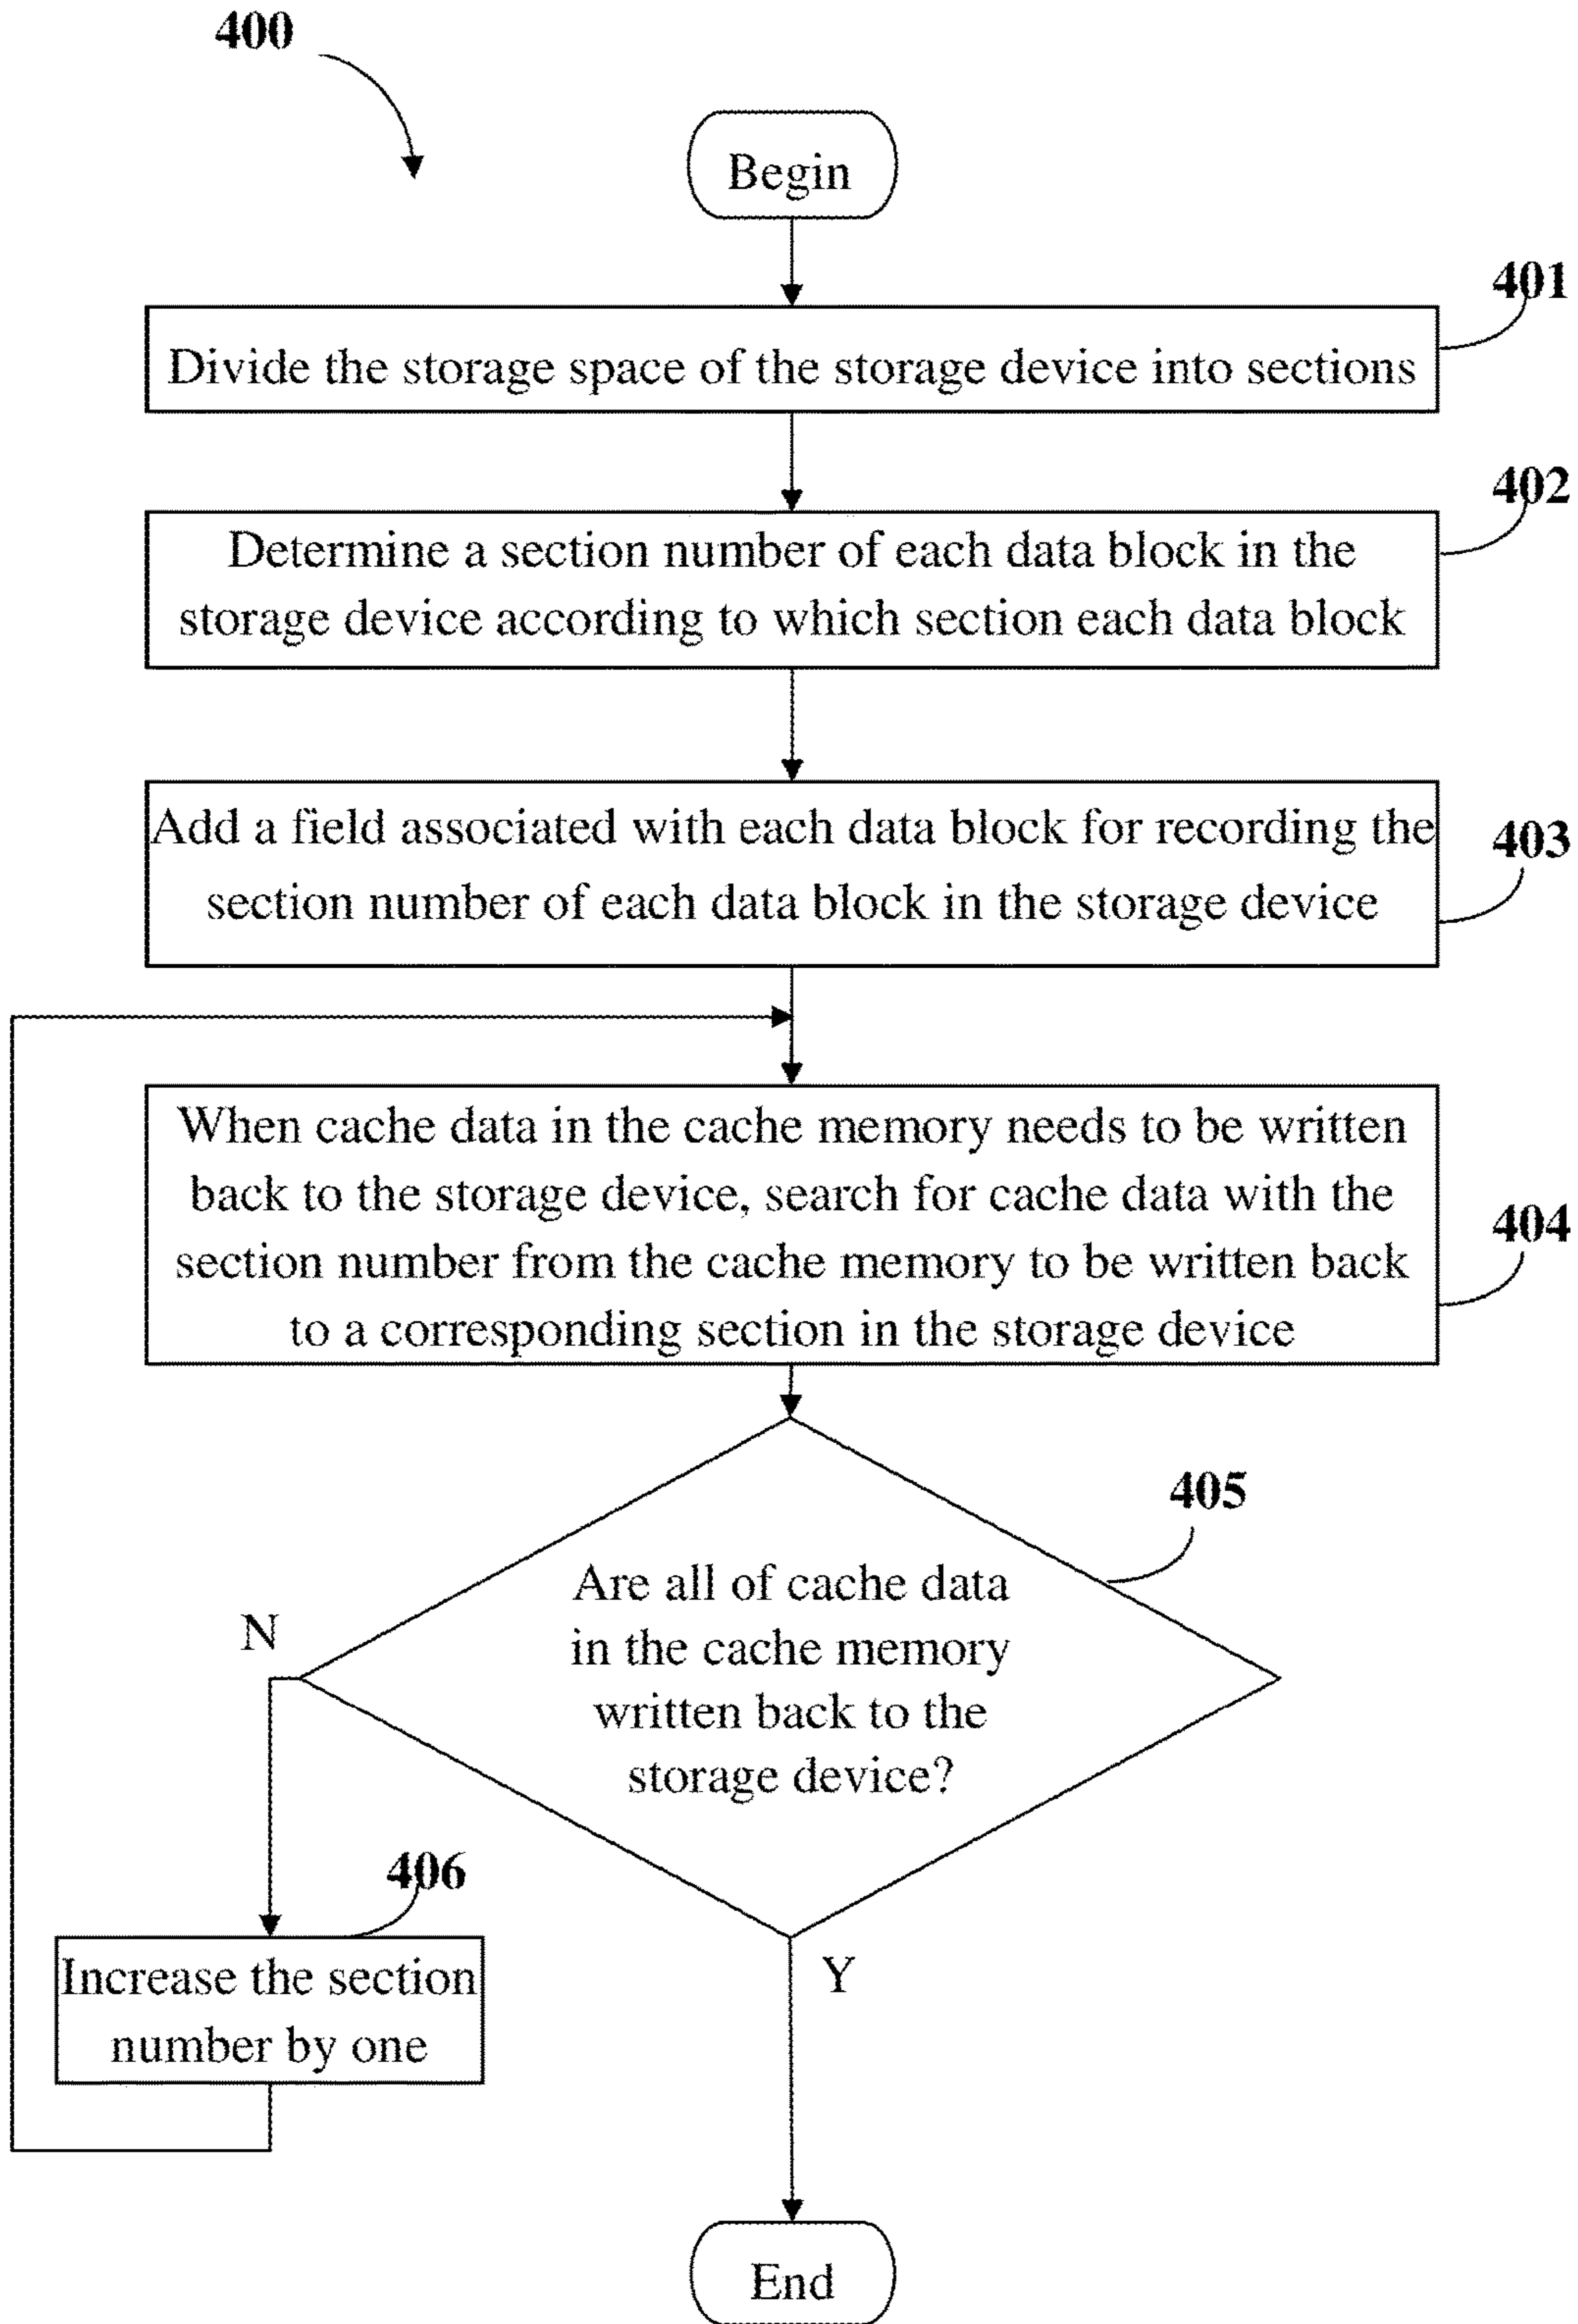 400
Begin
401
Divide the storage space of the storage device into sections
402
Determine a section number of each data block in the
storage device according to which section each data block
Add a field associated with each data block for recording the
403
section number of each data block in the storage device
When cache data in the cache memory needs to be written
back to the storage device, search for cache data with the
404
section number from the cache memory to be written back
to a corresponding section in the storage device
405
Are all of cache data
N
in the cache memory
written back to the
storage device?
406
Increase the section
number by one
Y
End